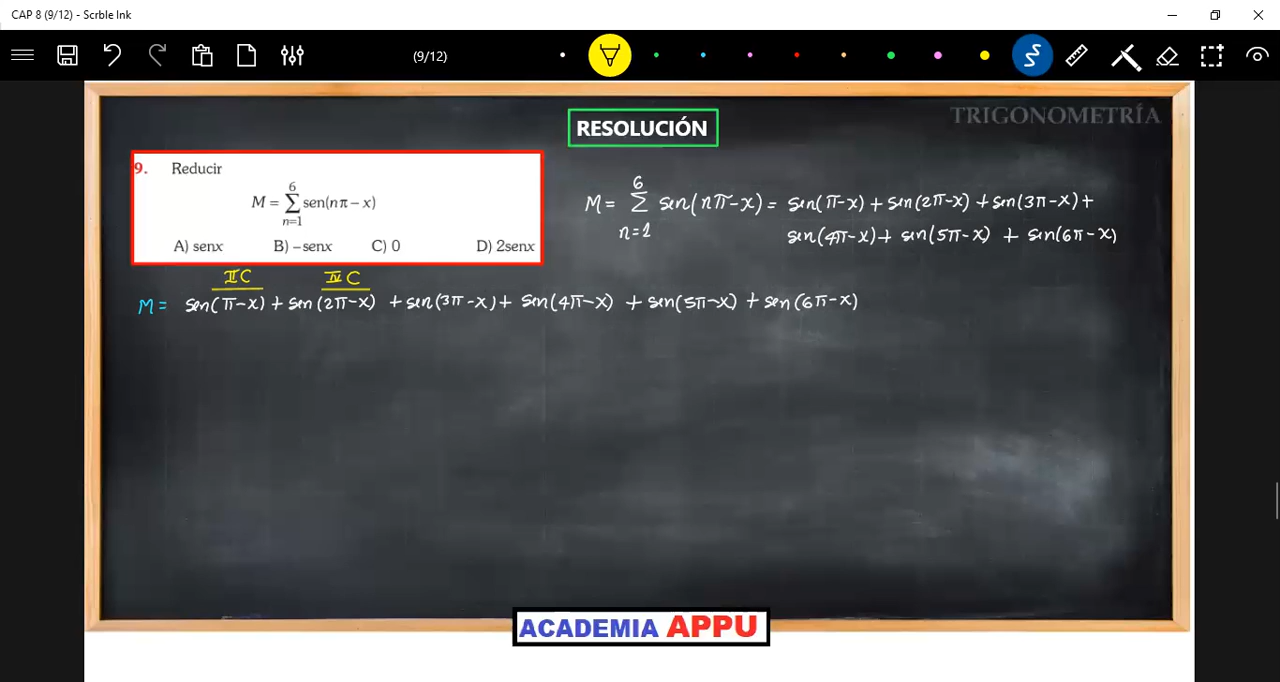 CAP 8 (9/12) - Scrble Ink
(9/12)
TRIGONOMETRÍA
RESOLUCIÓN
9. Reducir
6
M = ∑ sen(nπ – x)
n=1
A) senx B) –senx C) 0 D) 2senx
6
M = ∑ sen(nπ-x) = sen(π-x) + sen(2π-x) + sen(3π-x) +
n=1
sen(4π-x) + sen(5π-x) + sen(6π-x)
IIC IVC
M = sen(π-x) + sen(2π-x) + sen(3π-x) + sen(4π-x) + sen(5π-x) + sen(6π-x)
ACADEMIA APPU